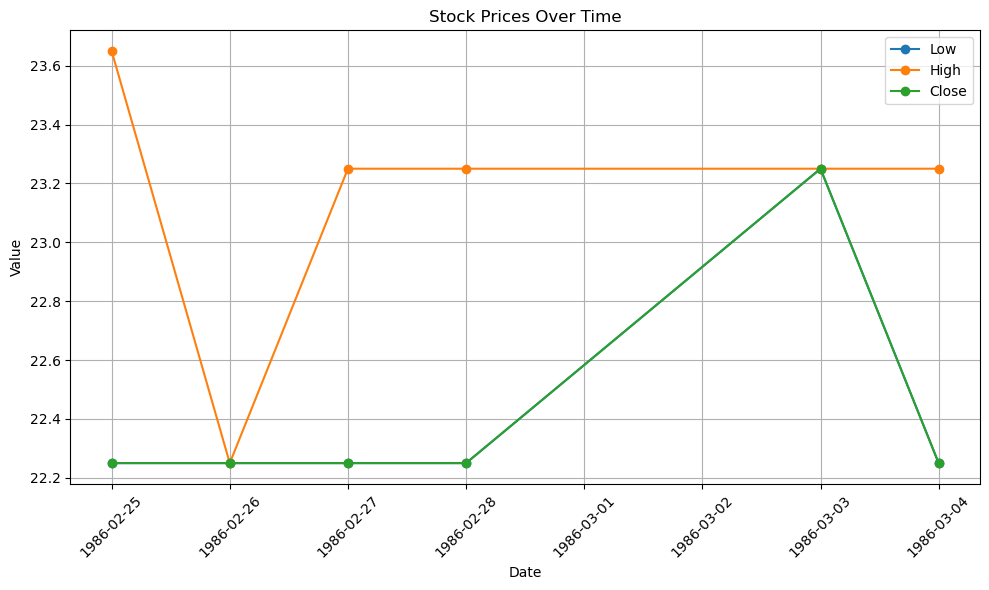 Stock Prices Over Time
Low
High
Close
Value
23.6
23.4
23.2
23.0
22.8
22.6
22.4
22.2
1986-02-25
1986-02-26
1986-02-27
1986-02-28
1986-03-01
1986-03-02
1986-03-03
1986-03-04
Date